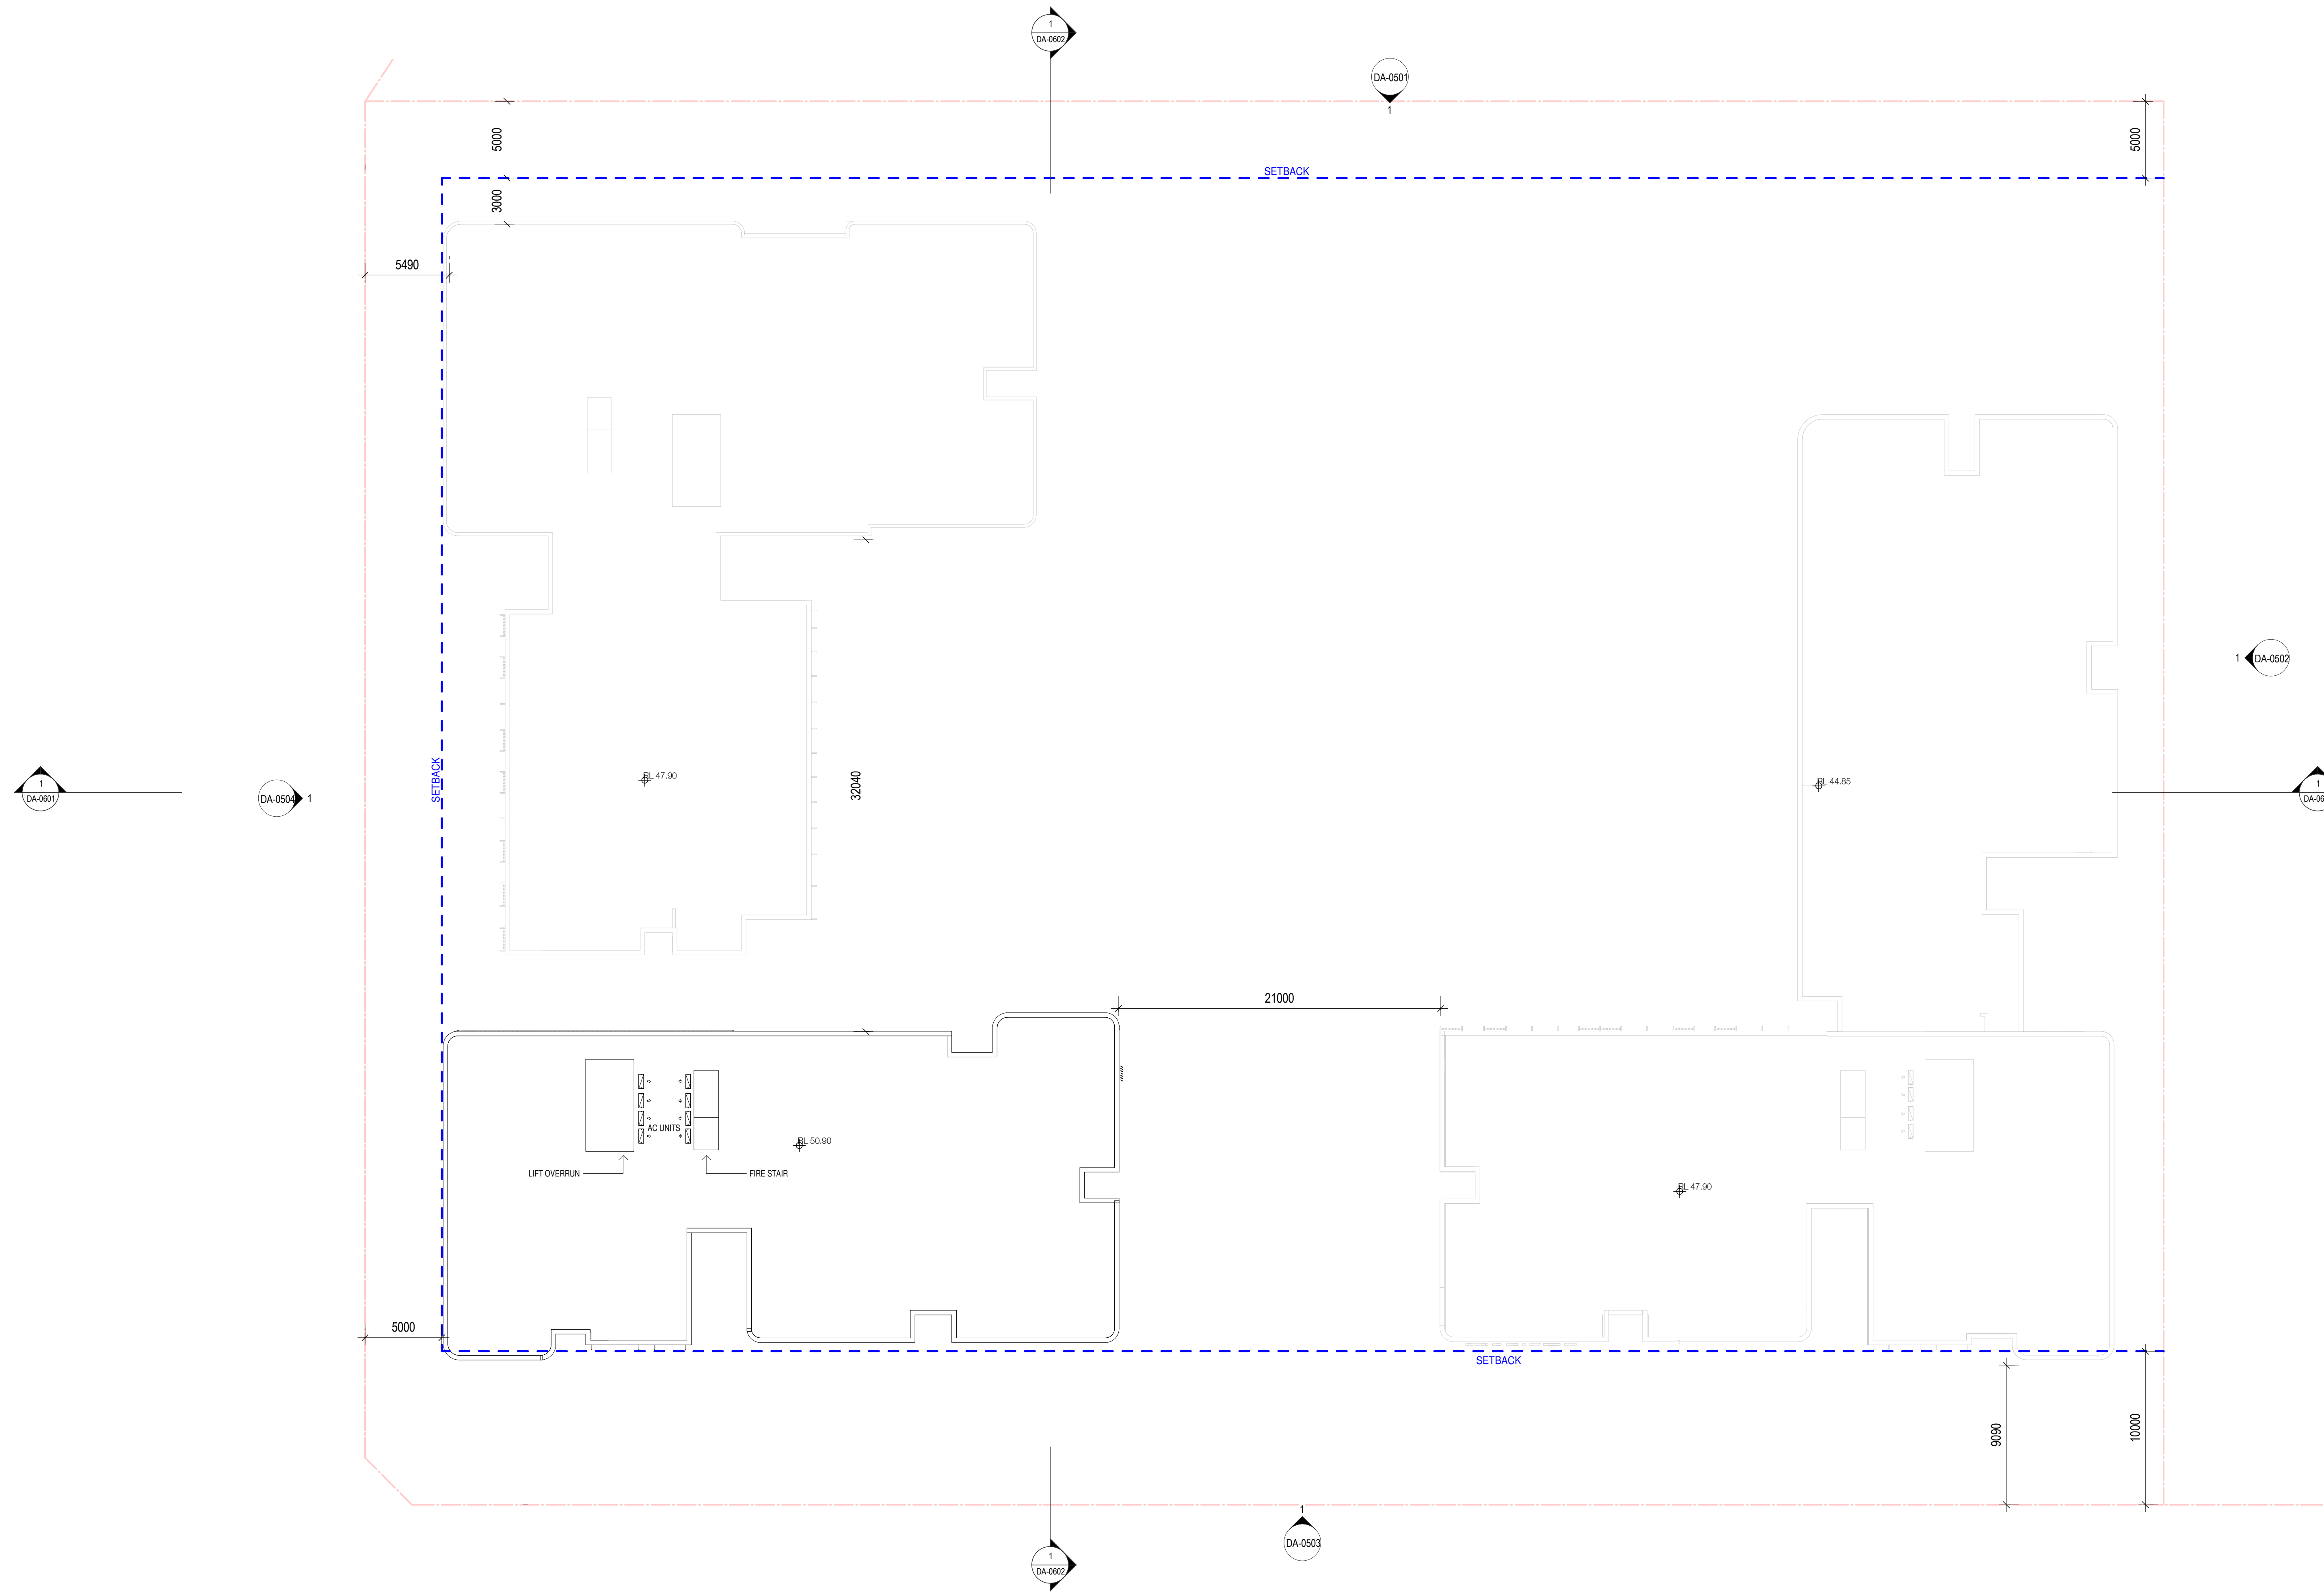 1
DA-0602
DA-0501
1
5000
5000
SETBACK
3000
5490
1
DA-0502
SETBACK
32040
RL 47.90
RL 44.85
1
DA-0601
DA-0504
1
1
DA-06
21000
AC UNITS
RL 50.90
LIFT OVERRUN
FIRE STAIR
RL 47.90
5000
SETBACK
9090
10000
1
DA-0503
1
DA-0602